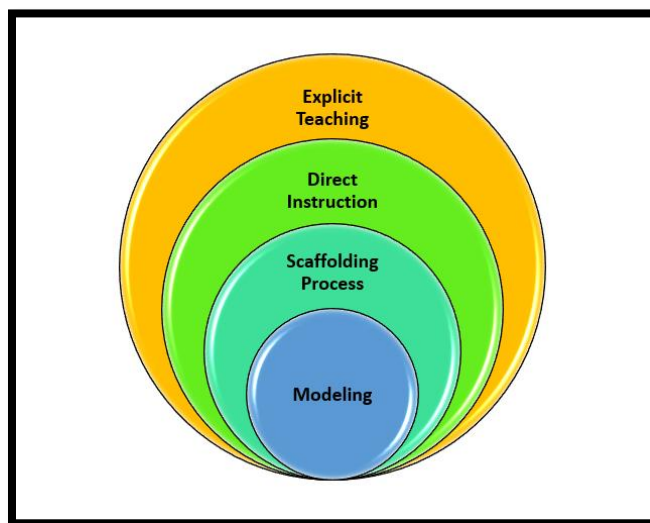 Explicit
Teaching
Direct
Instruction
Scaffolding
Process
Modeling